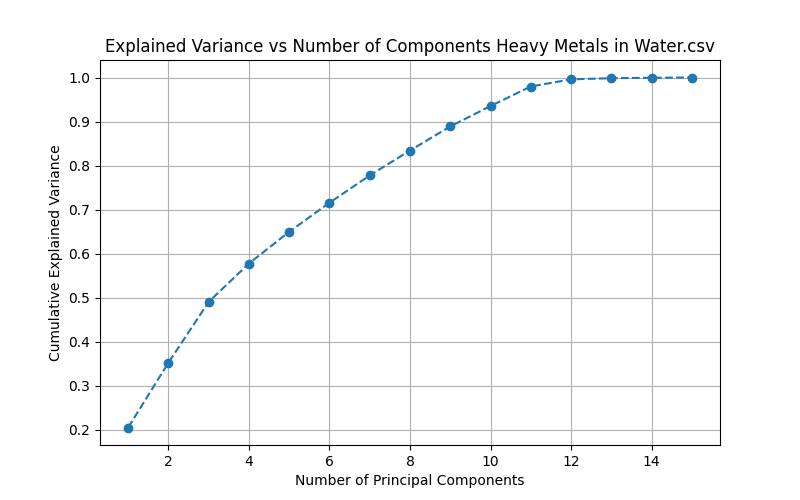 Explained Variance vs Number of Components Heavy Metals in Water.csv
Cumulative Explained Variance
1.0
0.9
0.8
0.7
0.6
0.5
0.4
0.3
0.2
2 4 6 8 10 12 14
Number of Principal Components